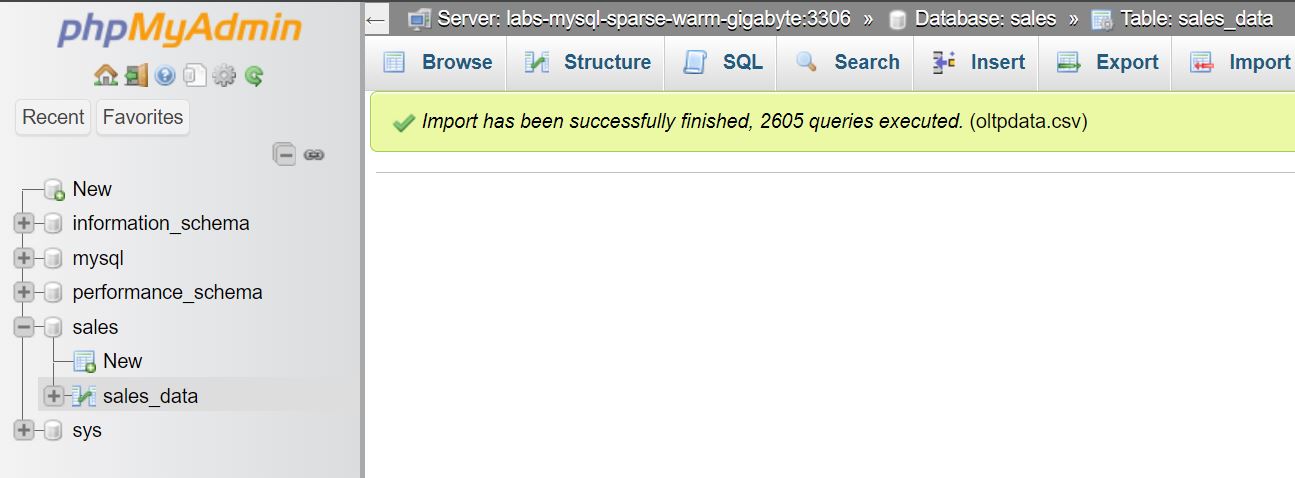 phpMyAdmin
Recent Favorites
New
information_schema
mysql
performance_schema
sales
New
sales_data
sys
Server: labs-mysql-sparse-warm-gigabyte:3306 » Database: sales » Table: sales_data
Browse Structure SQL Search Insert Export Import
Import has been successfully finished, 2605 queries executed. (oltpdata.csv)